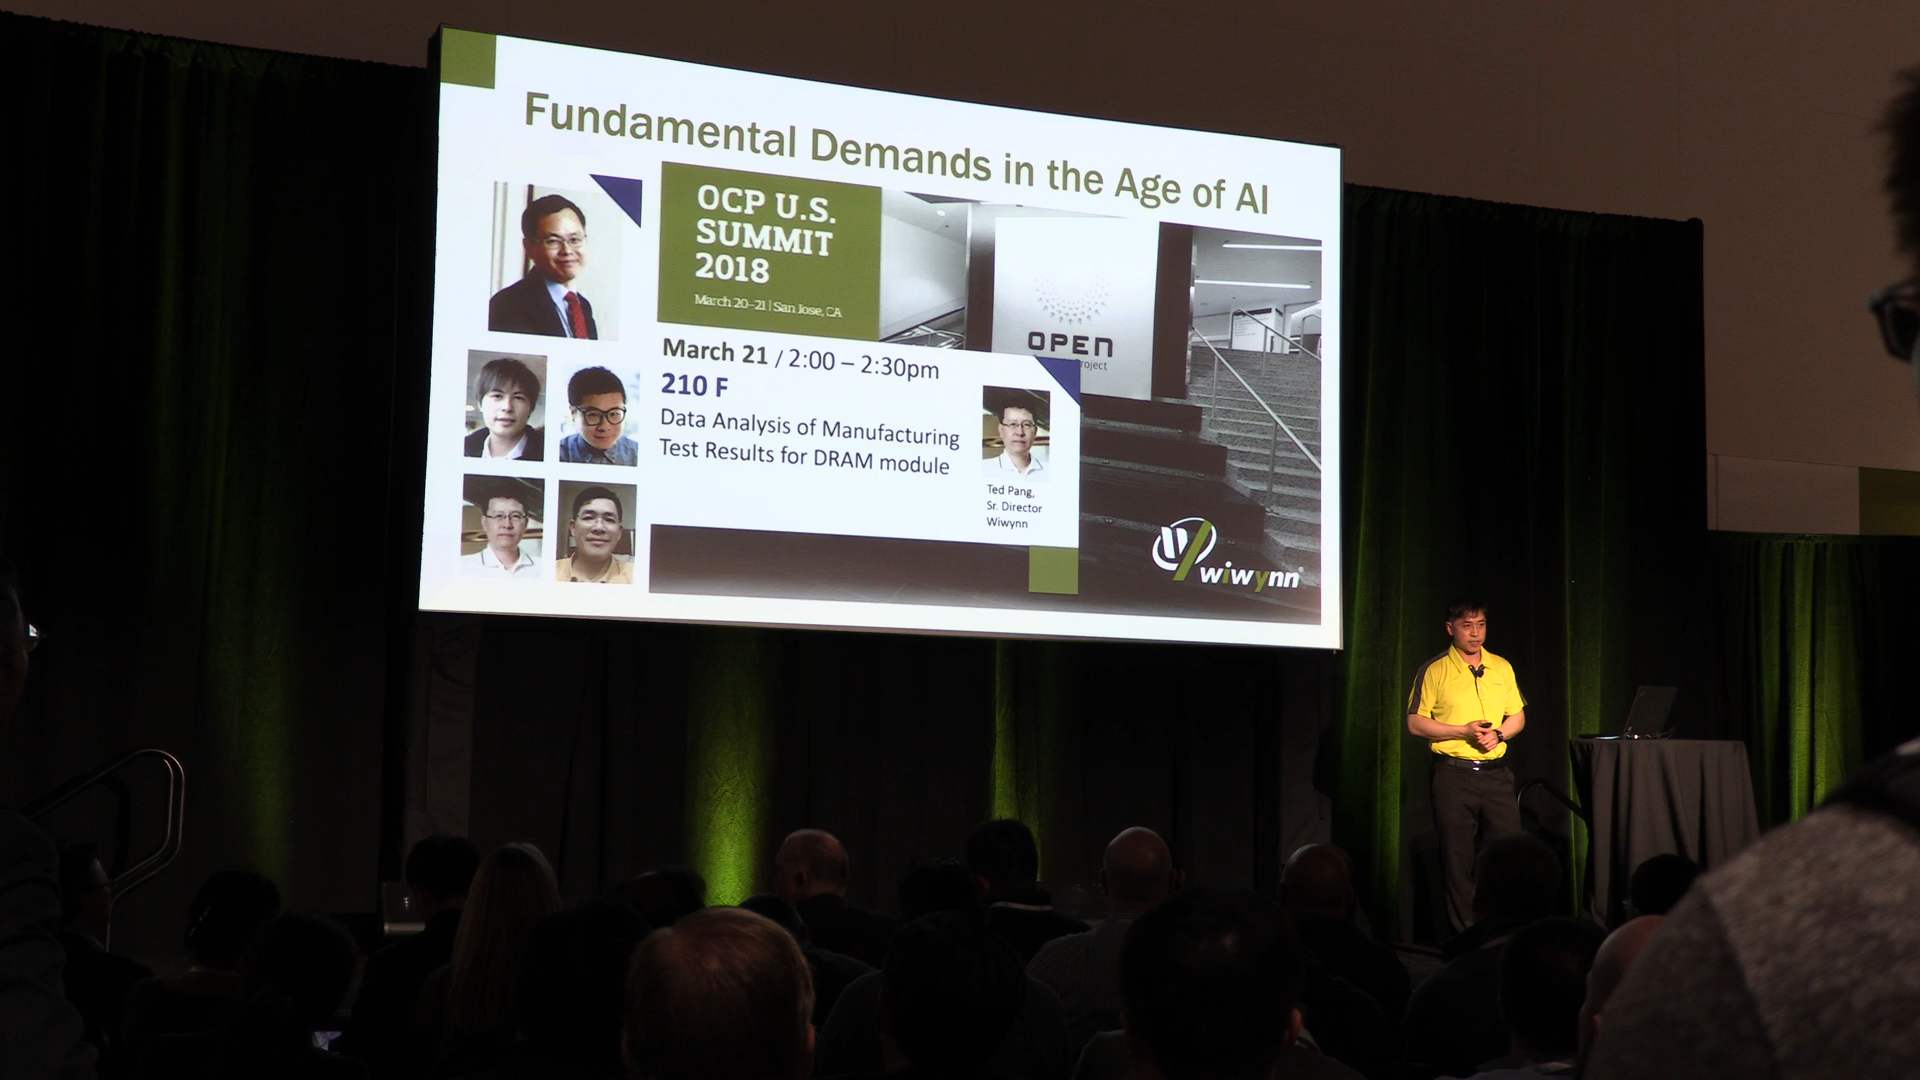 Fundamental Demands in the Age of AI
OCP U.S.
SUMMIT
2018
March 20–21 | San Jose, CA
OPEN
roject
March 21 / 2:00 – 2:30pm
210 F
Data Analysis of Manufacturing
Test Results for DRAM module
Ted Pang,
Sr. Director
Wiwynn
wiwynn